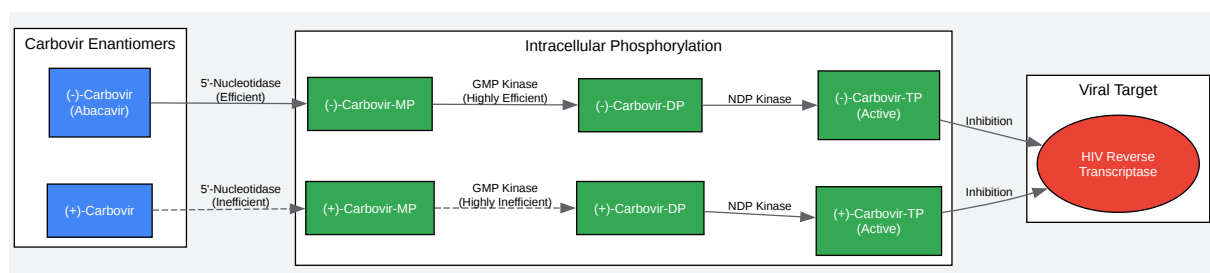 Carbovir Enantiomers
Intracellular Phosphorylation
Viral Target
(-)-Carbovir
(Abacavir)
5'-Nucleotidase
(Efficient)
(-)-Carbovir-MP
GMP Kinase
(Highly Efficient)
(-)-Carbovir-DP
NDP Kinase
(-)-Carbovir-TP
(Active)
Inhibition
HIV Reverse
Transcriptase
(+)-Carbovir
5'-Nucleotidase
(Inefficient)
(+)-Carbovir-MP
GMP Kinase
(Highly Inefficient)
(+)-Carbovir-DP
NDP Kinase
(+)-Carbovir-TP
(Active)
Inhibition